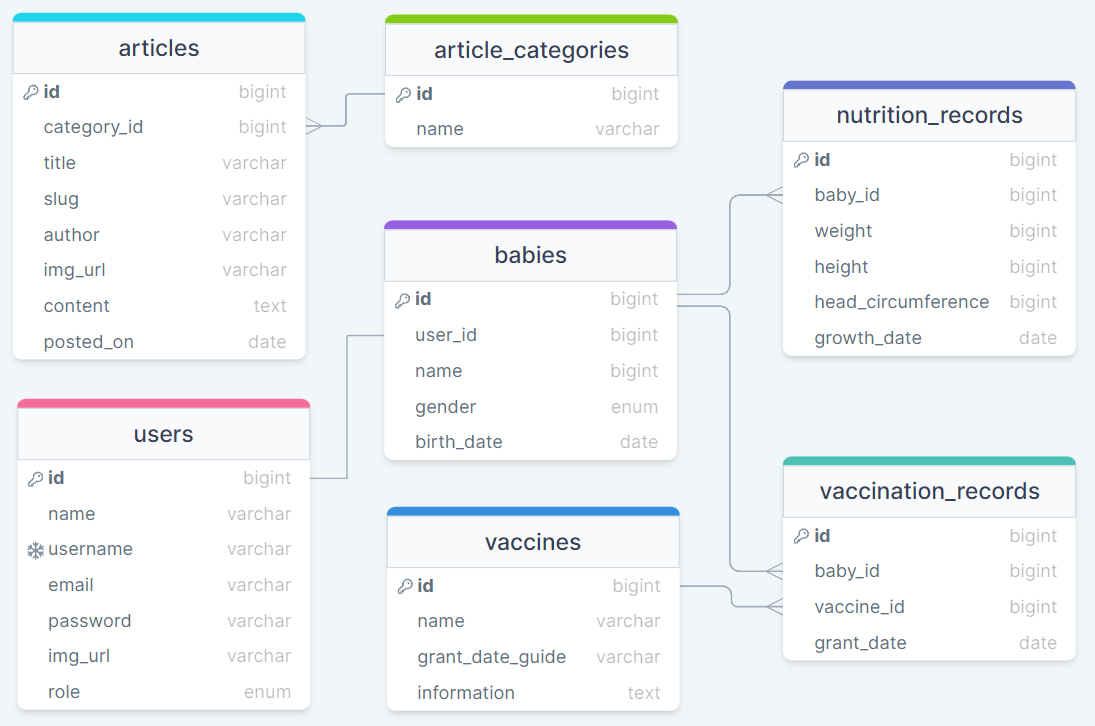 articles
id bigint
category_id bigint
title varchar
slug varchar
author varchar
img_url varchar
content text
posted_on date
article_categories
id bigint
name varchar
nutrition_records
id bigint
baby_id bigint
weight bigint
height bigint
head_circumference bigint
growth_date date
babies
id bigint
user_id bigint
name bigint
gender enum
birth_date date
users
id bigint
name varchar
username varchar
email varchar
password varchar
img_url varchar
role enum
vaccines
id bigint
name varchar
grant_date_guide varchar
information text
vaccination_records
id bigint
baby_id bigint
vaccine_id bigint
grant_date date